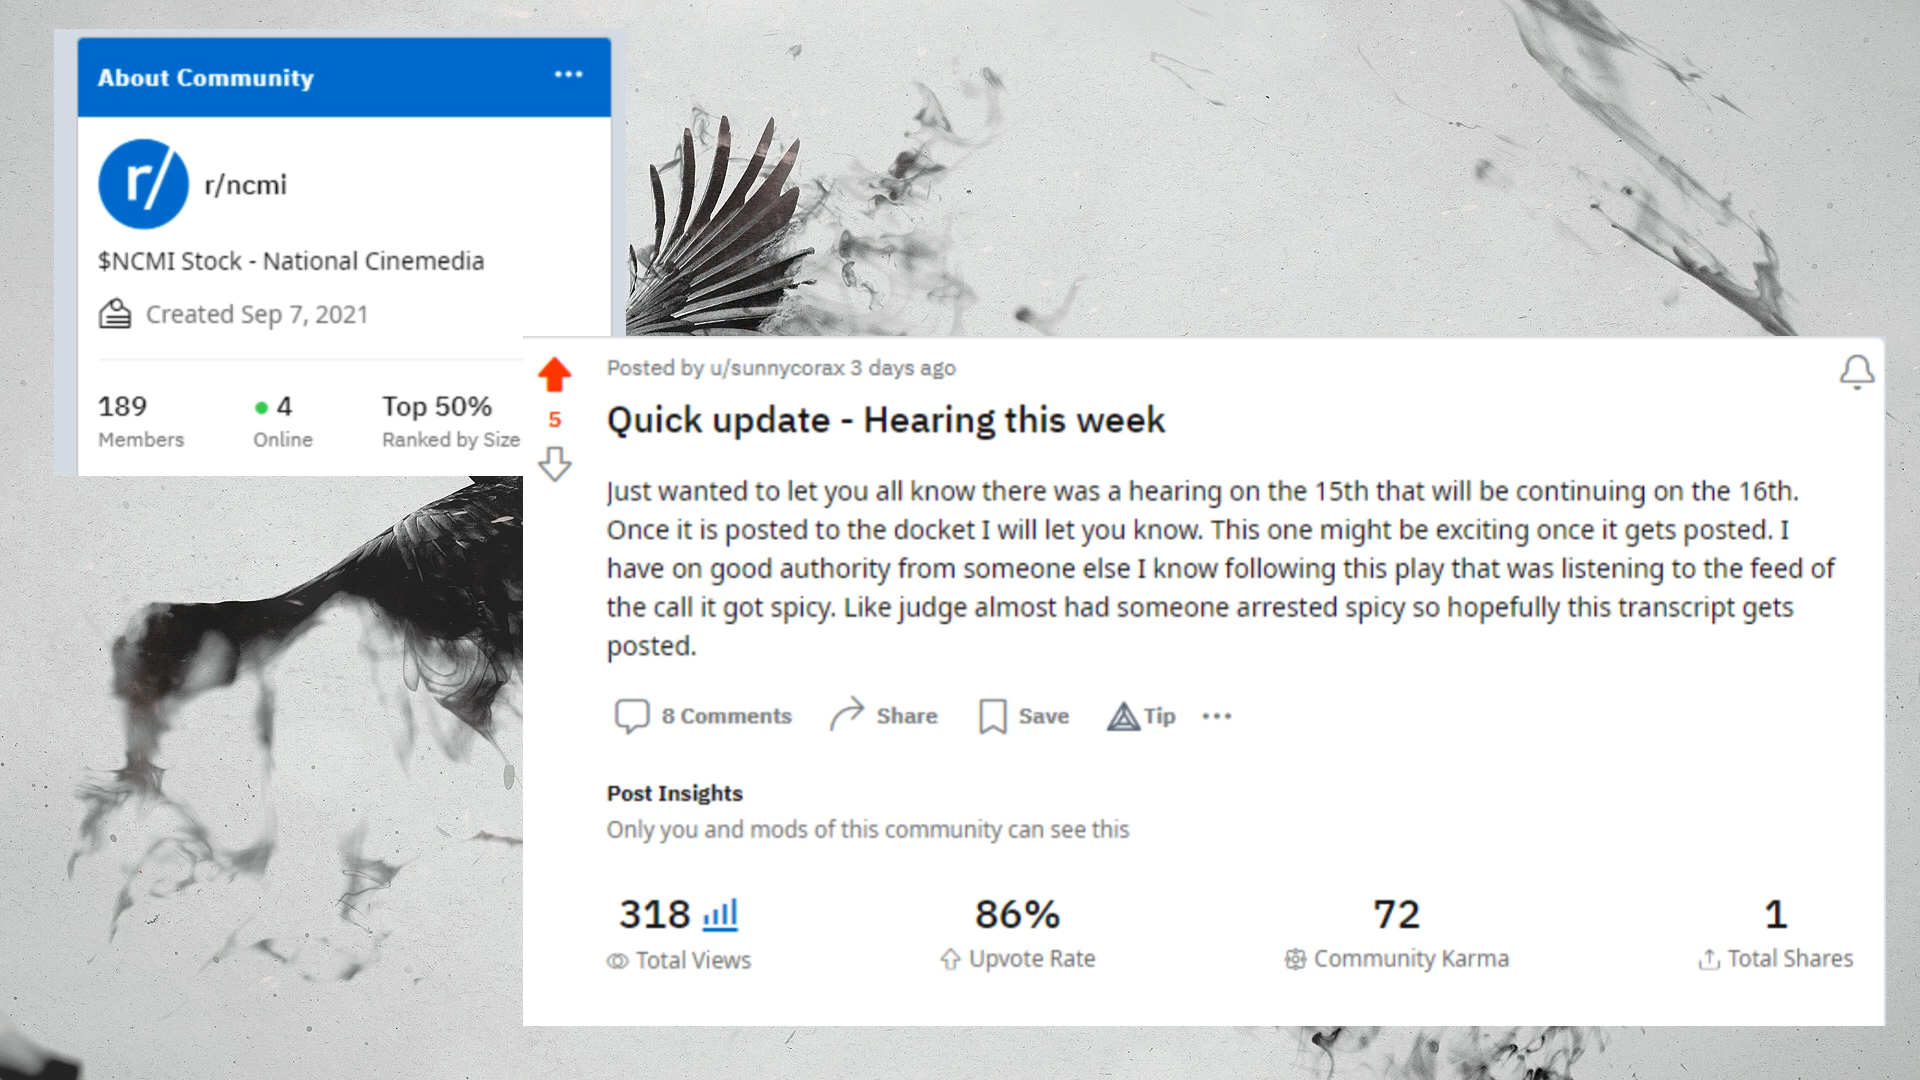 About Community
r/ r/ncmi
$NCMI Stock - National Cinemedia
Created Sep 7, 2021
189 4 Top 50%
Members Online Ranked by Size
Posted by u/sunnycorax 3 days ago
5
Quick update - Hearing this week
Just wanted to let you all know there was a hearing on the 15th that will be continuing on the 16th.
Once it is posted to the docket I will let you know. This one might be exciting once it gets posted. I
have on good authority from someone else I know following this play that was listening to the feed of
the call it got spicy. Like judge almost had someone arrested spicy so hopefully this transcript gets
posted.
8 Comments Share Save Tip
Post Insights
Only you and mods of this community can see this
318 86% 72 1
Total Views Upvote Rate Community Karma Total Shares